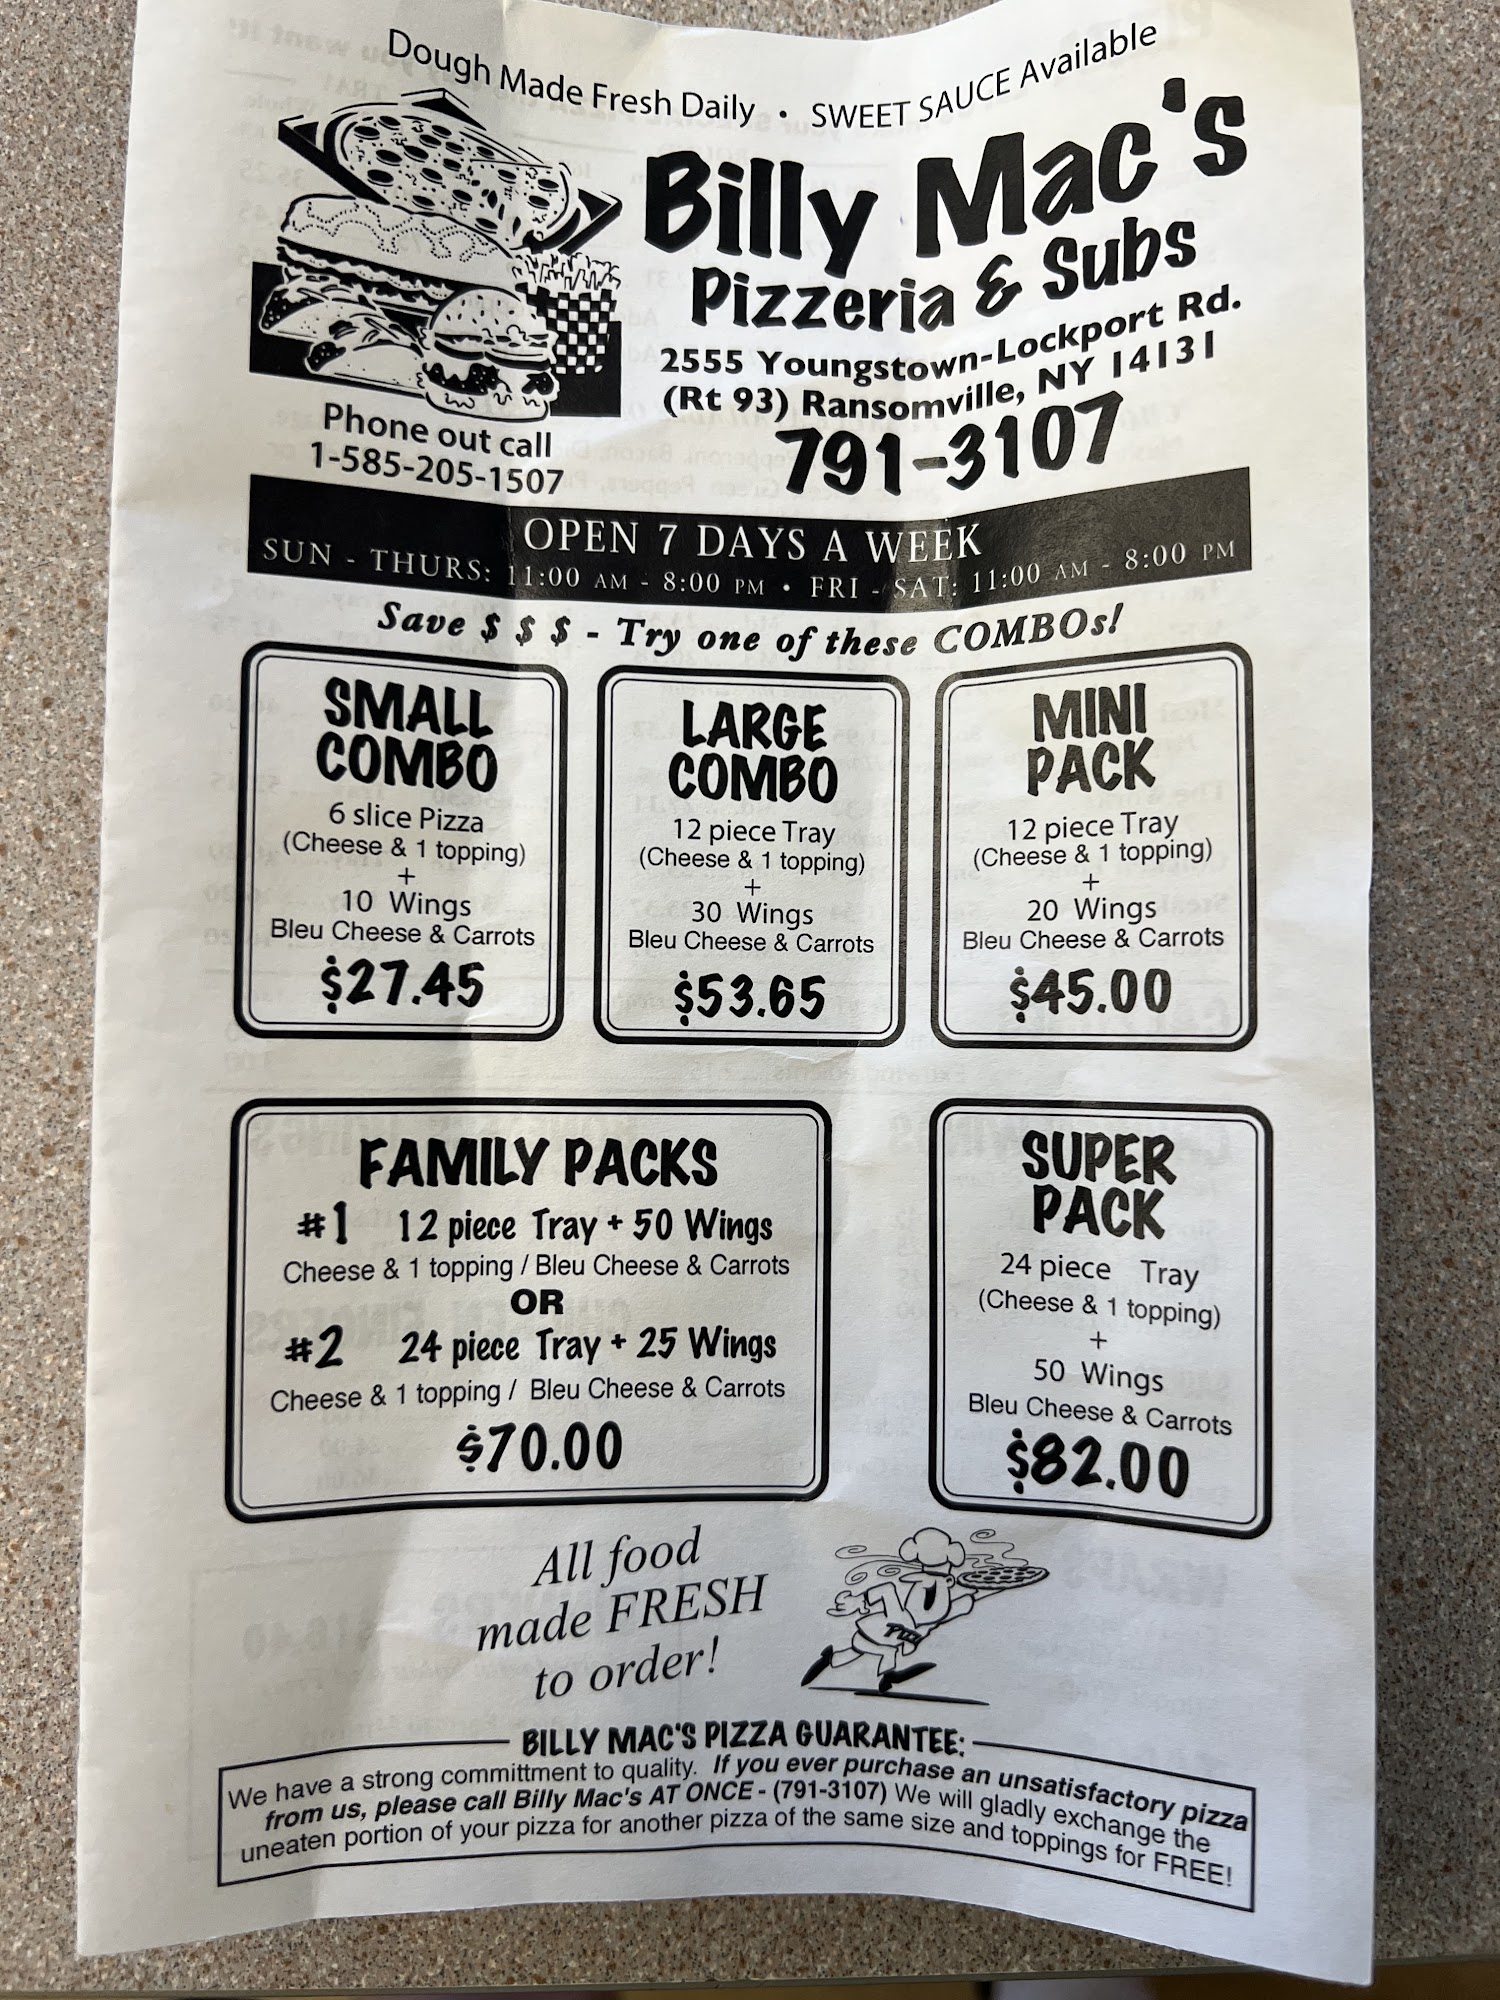 Dough Made Fresh Daily • SWEET SAUCE Available
Billy Mac's
Pizzeria & Subs
2555 Youngstown-Lockport Rd.
(Rt 93) Ransomville, NY 14131
791-3107
Phone out call
1-585-205-1507
OPEN 7 DAYS A WEEK
SUN - THURS: 11:00 AM - 8:00 PM • FRI - SAT: 11:00 AM - 8:00 PM
Save $ $ $ - Try one of these COMBOs!
SMALL
COMBO
6 slice Pizza
(Cheese & 1 topping)
+
10 Wings
Bleu Cheese & Carrots
$27.45
LARGE
COMBO
12 piece Tray
(Cheese & 1 topping)
+
30 Wings
Bleu Cheese & Carrots
$53.65
MINI
PACK
12 piece Tray
(Cheese & 1 topping)
+
20 Wings
Bleu Cheese & Carrots
$45.00
FAMILY PACKS
#1 12 piece Tray + 50 Wings
Cheese & 1 topping / Bleu Cheese & Carrots
OR
#2 24 piece Tray + 25 Wings
Cheese & 1 topping / Bleu Cheese & Carrots
$70.00
SUPER
PACK
24 piece Tray
(Cheese & 1 topping)
+
50 Wings
Bleu Cheese & Carrots
$82.00
All food
made FRESH
to order!
BILLY MAC'S PIZZA GUARANTEE:
We have a strong committment to quality. If you ever purchase an unsatisfactory pizza
from us, please call Billy Mac's AT ONCE - (791-3107) We will gladly exchange the
uneaten portion of your pizza for another pizza of the same size and toppings for FREE!